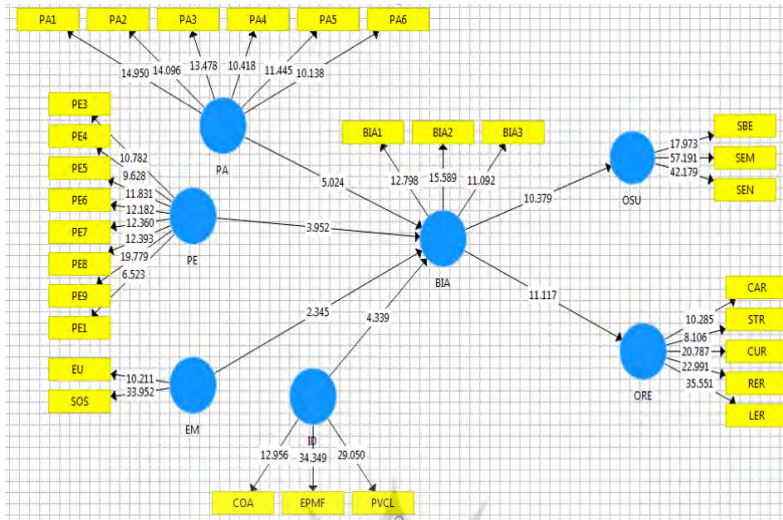 PA1 PA2 PA3 PA4 PA5 PA6
14.950 14.096 13.478 10.418 11.445 10.138
PA
PE3
PE4
PE5
PE6
PE7
PE8
PE9
PE1
10.782
9.628
11.831
12.182
12.360
12.393
19.779
6.523
PE
BIA1 BIA2 BIA3
12.798 15.589 11.092
5.024
3.952
2.345
4.339
BIA
10.379
11.117
OSU
17.973
57.191
42.179
SBE
SEM
SEN
ORE
10.285
8.106
20.787
22.991
35.551
CAR
STR
CUR
RER
LER
EU
SOS
10.211
33.952
EM
ID
12.956 34.349 29.050
COA EPMF PVCL